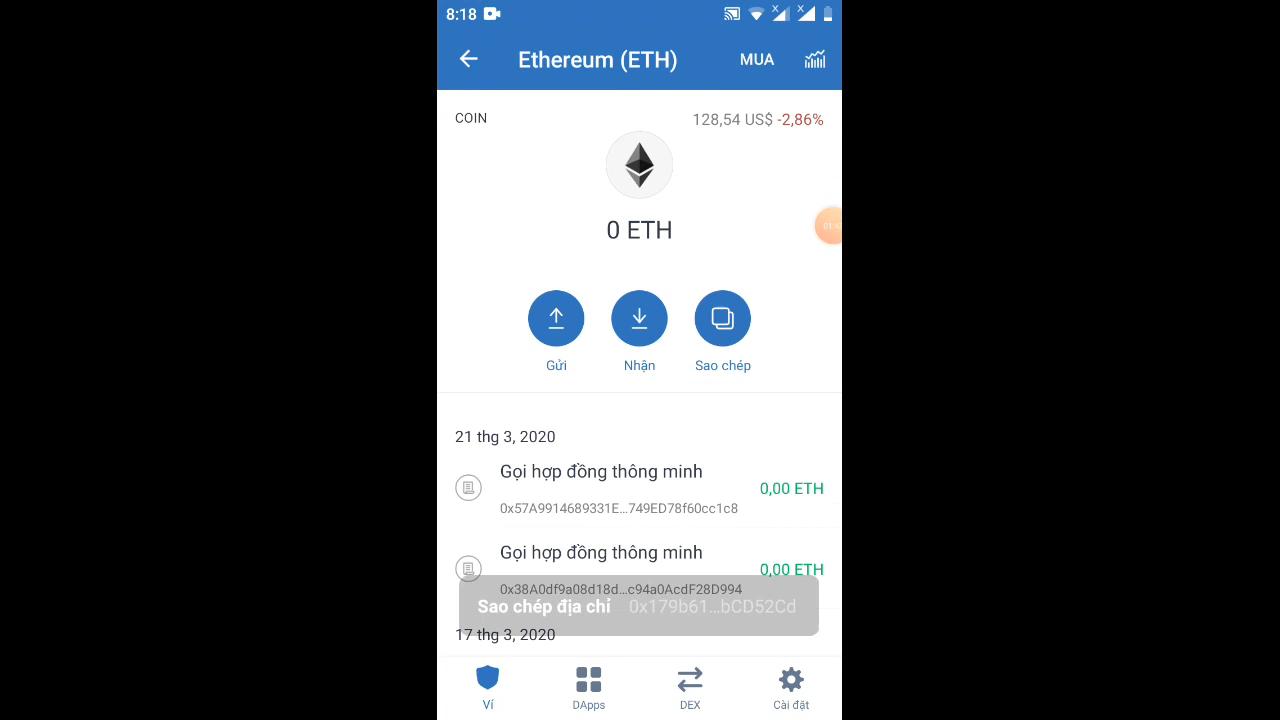 8:18
Ethereum (ETH)
MUA
COIN
128,54 US$ -2,86%
0 ETH
Gửi
Nhận
Sao chép
21 thg 3, 2020
Gọi hợp đồng thông minh
0,00 ETH
0x57A9914689331E...749ED78f60cc1c8
Gọi hợp đồng thông minh
0,00 ETH
0x38A0df9a08d18d...c94a0AcdF28D994
Sao chép địa chỉ 0x179b61...bCD52Cd
17 thg 3, 2020
Ví
DApps
DEX
Cài đặt